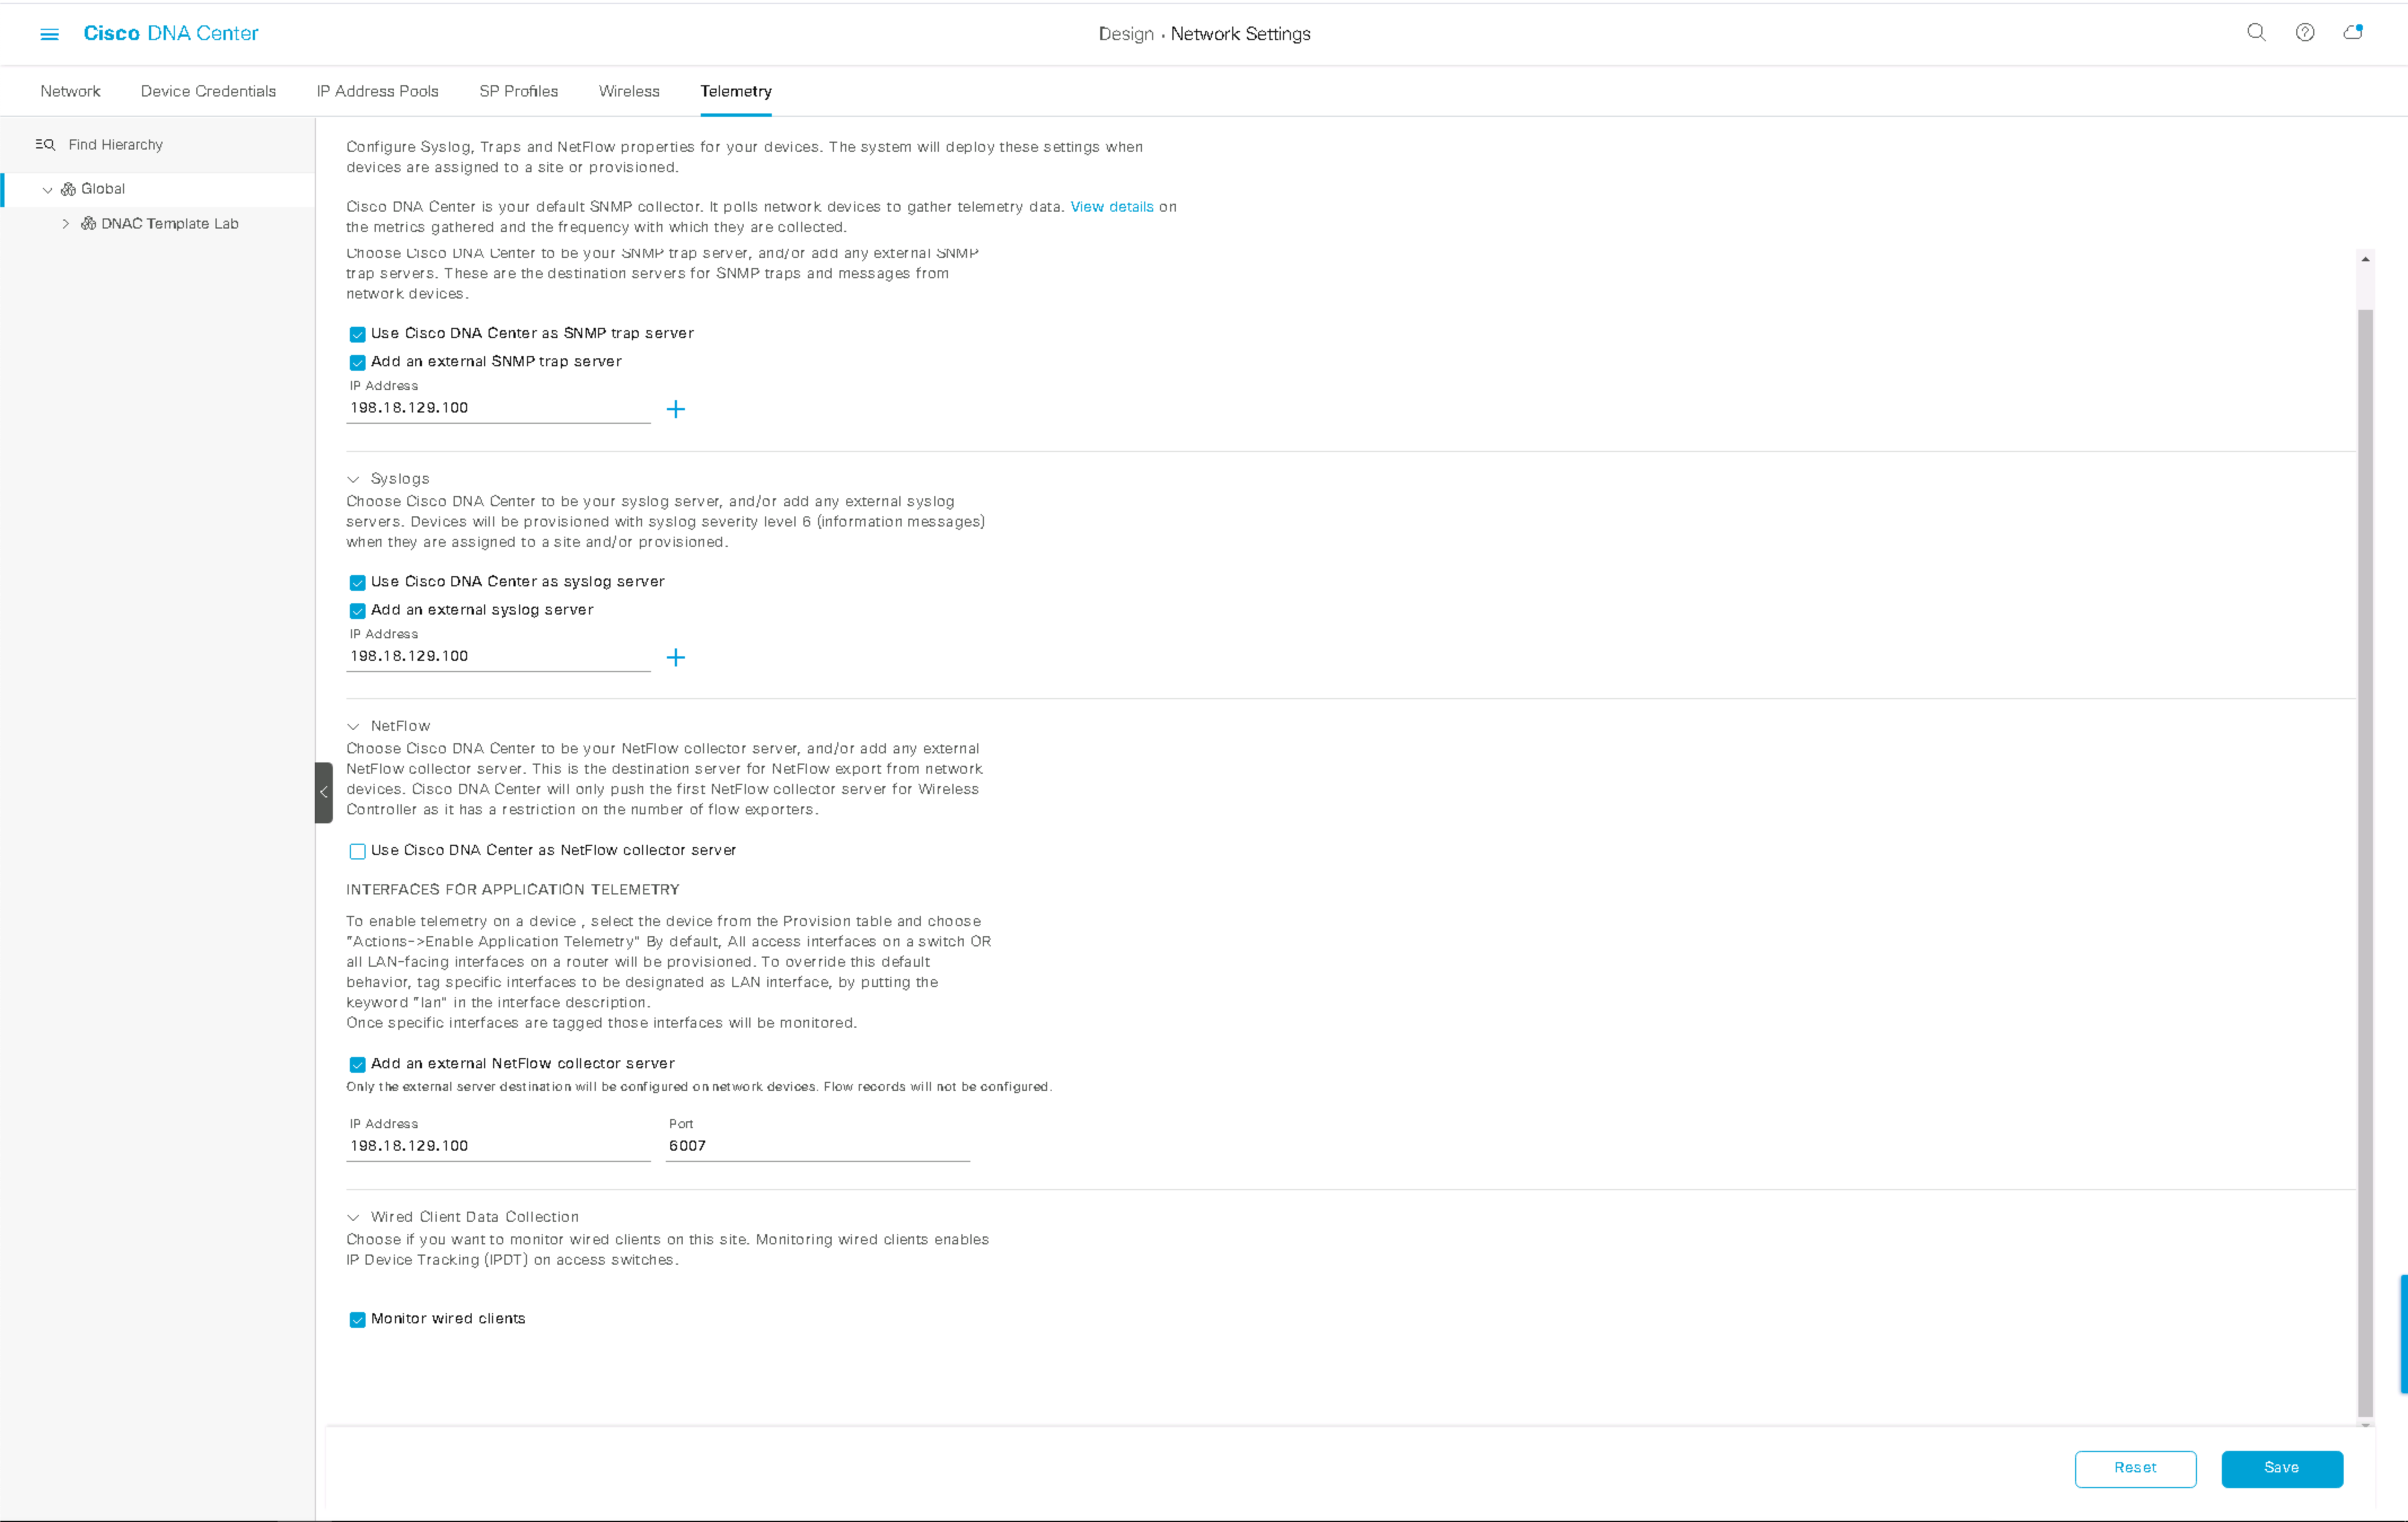 Cisco DNA Center
Design • Network Settings
Network
Device Credentials
IP Address Pools
SP Profiles
Wireless
Telemetry
Find Hierarchy
Global
DNAC Template Lab
Configure Syslog, Traps and NetFlow properties for your devices. The system will deploy these settings when
devices are assigned to a site or provisioned.
Cisco DNA Center is your default SNMP collector. It polls network devices to gather telemetry data. View details on
the metrics gathered and the frequency with which they are collected.
Choose Cisco DNA Center to be your SNMP trap server, and/or add any external SNMP
trap servers. These are the destination servers for SNMP traps and messages from
network devices.
Use Cisco DNA Center as SNMP trap server
Add an external SNMP trap server
IP Address
198.18.129.100
Syslogs
Choose Cisco DNA Center to be your syslog server, and/or add any external syslog
servers. Devices will be provisioned with syslog severity level 6 (information messages)
when they are assigned to a site and/or provisioned.
Use Cisco DNA Center as syslog server
Add an external syslog server
IP Address
198.18.129.100
NetFlow
Choose Cisco DNA Center to be your NetFlow collector server, and/or add any external
NetFlow collector server. This is the destination server for NetFlow export from network
devices. Cisco DNA Center will only push the first NetFlow collector server for Wireless
Controller as it has a restriction on the number of flow exporters.
Use Cisco DNA Center as NetFlow collector server
INTERFACES FOR APPLICATION TELEMETRY
To enable telemetry on a device , select the device from the Provision table and choose
"Actions->Enable Application Telemetry" By default, All access interfaces on a switch OR
all LAN-facing interfaces on a router will be provisioned. To override this default
behavior, tag specific interfaces to be designated as LAN interface, by putting the
keyword "lan" in the interface description.
Once specific interfaces are tagged those interfaces will be monitored.
Add an external NetFlow collector server
Only the external server destination will be configured on network devices. Flow records will not be configured.
IP Address
Port
198.18.129.100
6007
Wired Client Data Collection
Choose if you want to monitor wired clients on this site. Monitoring wired clients enables
IP Device Tracking (IPDT) on access switches.
Monitor wired clients
Reset
Save